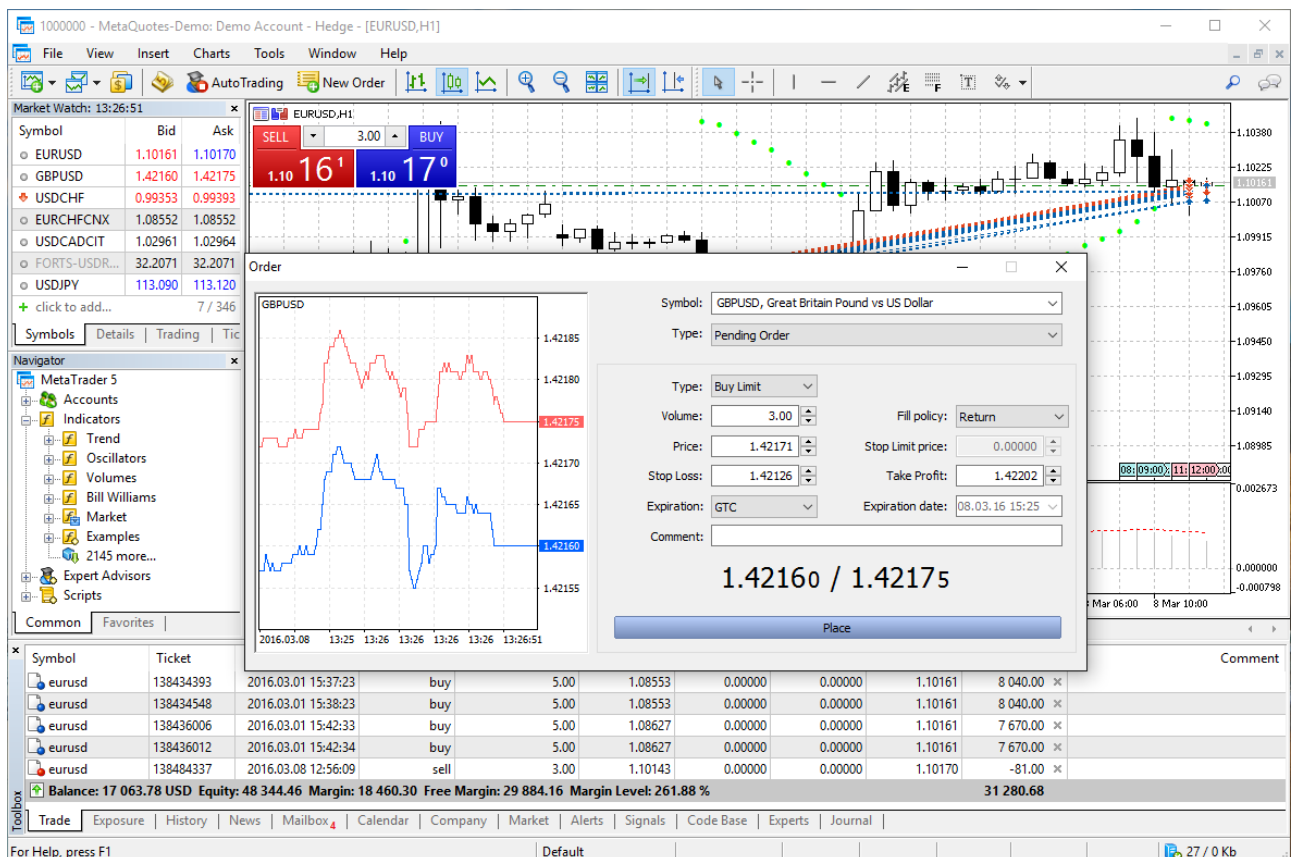 1000000 - MetaQuotes-Demo: Demo Account - Hedge - [EURUSD,H1]
File View Insert Charts Tools Window Help
AutoTrading New Order E F T
Market Watch: 13:26:51
Symbol Bid Ask
EURUSD 1.10161 1.10170
GBPUSD 1.42160 1.42175
USDCHF 0.99353 0.99393
EURCHFCNX 1.08552 1.08552
USDCADCIT 1.02961 1.02964
FORTS-USDR... 32.2071 32.2071
USDJPY 113.090 113.120
click to add... 7 / 346
Symbols Details Trading Tic
EURUSD,H1
SELL 3.00 BUY
1.10 16 1 1.10 17 0
1.10380
1.10225
1.10161
1.10070
1.09915
1.09760
1.09605
1.09450
1.09295
1.09140
1.08985
08: 09:00 11: 12:00 :00
0.002673
0.000000
-0.000798
Mar 06:00 8 Mar 10:00
Navigator
MetaTrader 5
Accounts
Indicators
Trend
Oscillators
Volumes
Bill Williams
Market
Examples
2145 more...
Expert Advisors
Scripts
Common Favorites
Order
GBPUSD
1.42185
1.42180
1.42175
1.42170
1.42165
1.42160
1.42155
2016.03.08 13:25 13:26 13:26 13:26 13:26 13:26:51
Symbol: GBPUSD, Great Britain Pound vs US Dollar
Type: Pending Order
Type: Buy Limit
Volume: 3.00 Fill policy: Return
Price: 1.42171 Stop Limit price: 0.00000
Stop Loss: 1.42126 Take Profit: 1.42202
Expiration: GTC Expiration date: 08.03.16 15:25
Comment:
1.42160 / 1.42175
Place
Symbol Ticket Comment
eurusd 138434393 2016.03.01 15:37:23 buy 5.00 1.08553 0.00000 0.00000 1.10161 8 040.00
eurusd 138434548 2016.03.01 15:38:23 buy 5.00 1.08553 0.00000 0.00000 1.10161 8 040.00
eurusd 138436006 2016.03.01 15:42:33 buy 5.00 1.08627 0.00000 0.00000 1.10161 7 670.00
eurusd 138436012 2016.03.01 15:42:34 buy 5.00 1.08627 0.00000 0.00000 1.10161 7 670.00
eurusd 138484337 2016.03.08 12:56:09 sell 3.00 1.10143 0.00000 0.00000 1.10170 -81.00
Balance: 17 063.78 USD Equity: 48 344.46 Margin: 18 460.30 Free Margin: 29 884.16 Margin Level: 261.88 % 31 280.68
Toolbox
Trade Exposure History News Mailbox 4 Calendar Company Market Alerts Signals Code Base Experts Journal
For Help, press F1 Default 27 / 0 Kb